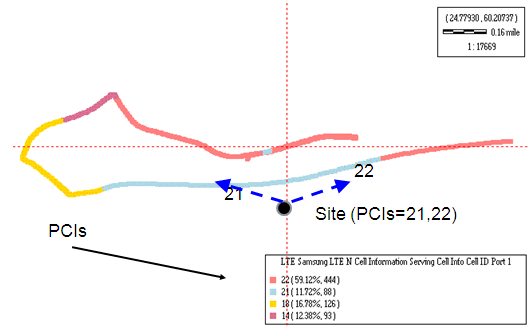 ( 24.77930 , 60.20737 )
0.16 mile
1 : 17669
22
21
Site (PCIs=21,22)
PCIs
LTE Samsung LTE N Cell Information Serving Cell Info Cell ID Port 1
22 ( 59.12%, 444 )
21 ( 11.72%, 88 )
18 ( 16.78%, 126 )
14 ( 12.38%, 93 )